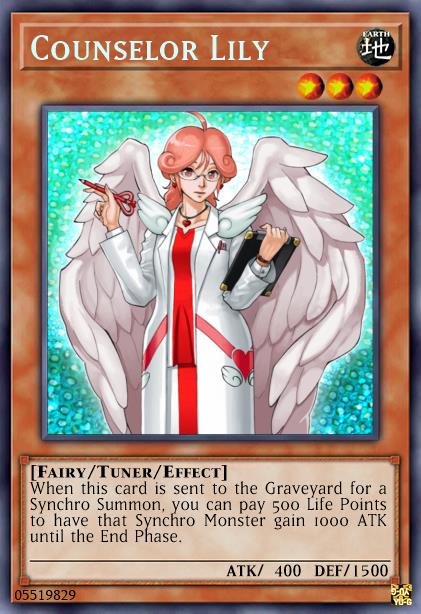 Counselor Lily
EARTH
地
[Fairy/Tuner/Effect]
When this card is sent to the Graveyard for a
Synchro Summon, you can pay 500 Life Points
to have that Synchro Monster gain 1000 ATK
until the End Phase.
ATK/ 400 DEF/1500
05519829